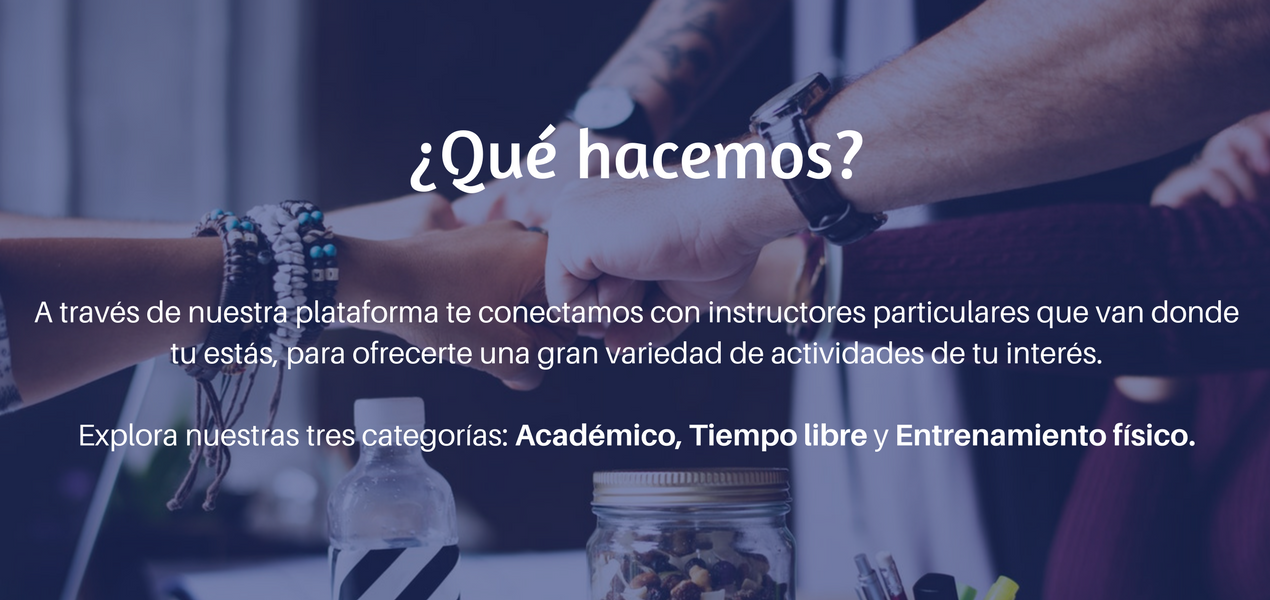 ¿Qué hacemos?
A través de nuestra plataforma te conectamos con instructores particulares que van donde
tu estás, para ofrecerte una gran variedad de actividades de tu interés.
Explora nuestras tres categorías: Académico, Tiempo libre y Entrenamiento físico.